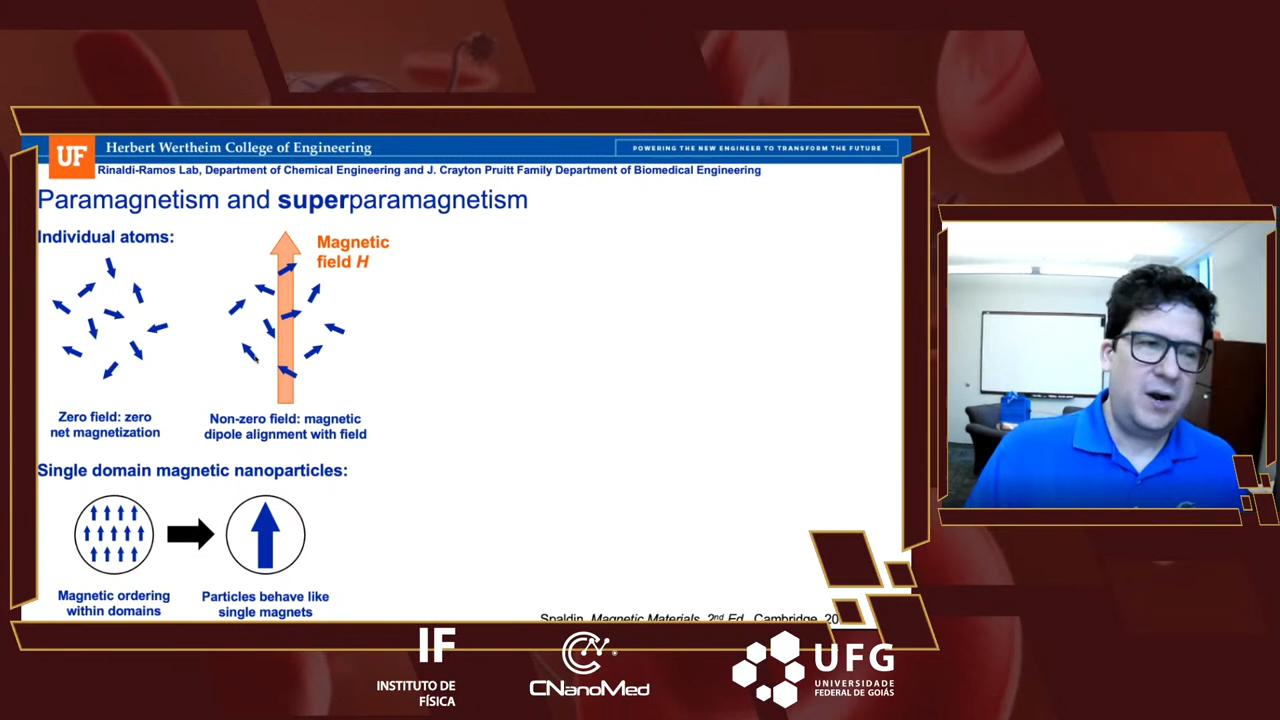 UF
Herbert Wertheim College of Engineering
POWERING THE NEW ENGINEER TO TRANSFORM THE FUTURE
Rinaldi-Ramos Lab, Department of Chemical Engineering and J. Crayton Pruitt Family Department of Biomedical Engineering
Paramagnetism and superparamagnetism
Individual atoms:
Magnetic
field H
Zero field: zero
net magnetization
Non-zero field: magnetic
dipole alignment with field
Single domain magnetic nanoparticles:
Magnetic ordering
within domains
Particles behave like
single magnets
Spaldin, Magnetic Materials, 2nd Ed., Cambridge, 20
IF
INSTITUTO DE
FÍSICA
CNanoMed
UFG
UNIVERSIDADE
FEDERAL DE GOIÁS